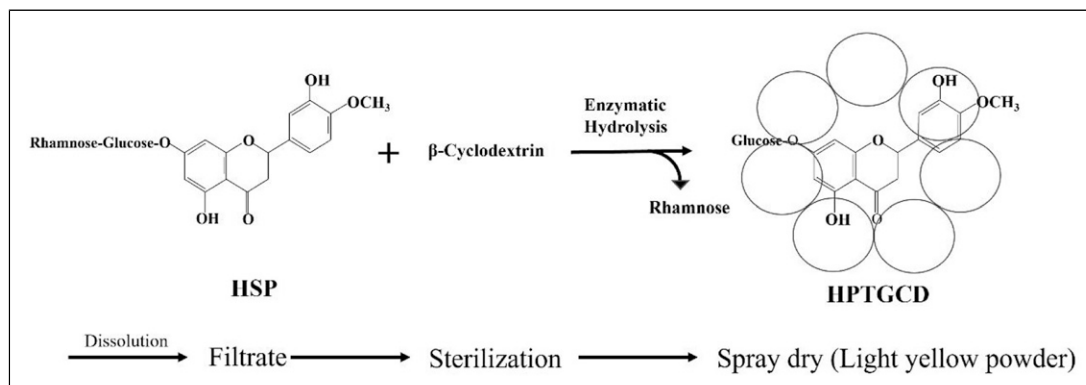 OH
OCH₃
Rhamnose-Glucose-O
O
OH
O
HSP
+
β-Cyclodextrin
Enzymatic
Hydrolysis
Rhamnose
OH
OCH₃
Glucose-O
O
OH
O
HPTGCD
Dissolution
Filtrate
Sterilization
Spray dry (Light yellow powder)